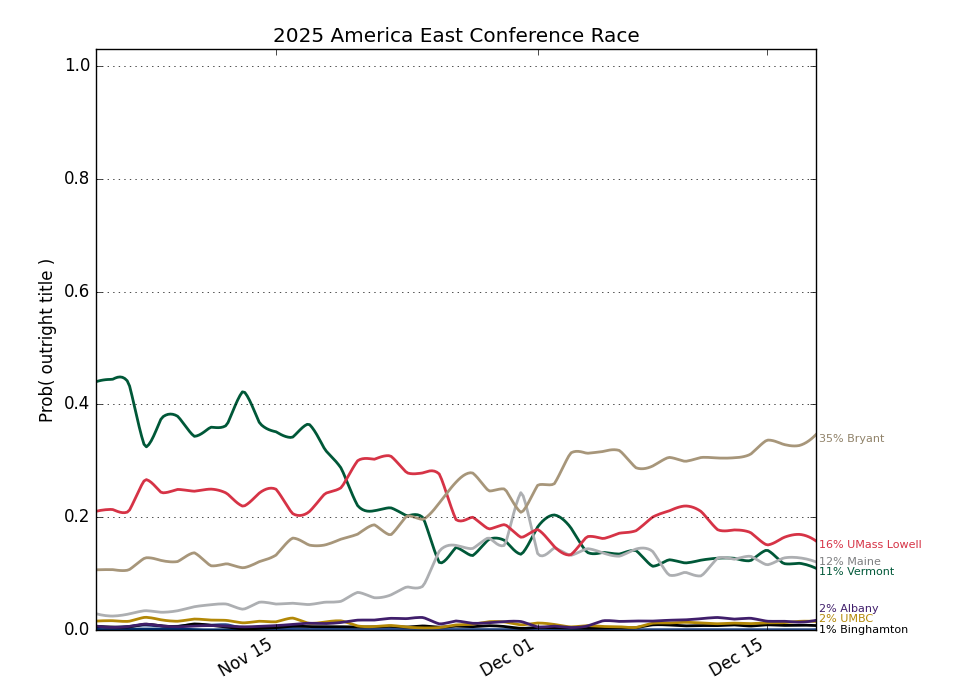 2025 America East Conference Race
1.0
0.8
0.6
0.4
0.2
0.0
Prob( outright title )
35% Bryant
16% UMass Lowell
12% Maine
11% Vermont
2% Albany
2% UMBC
1% Binghamton
Nov 15
Dec 01
Dec 15